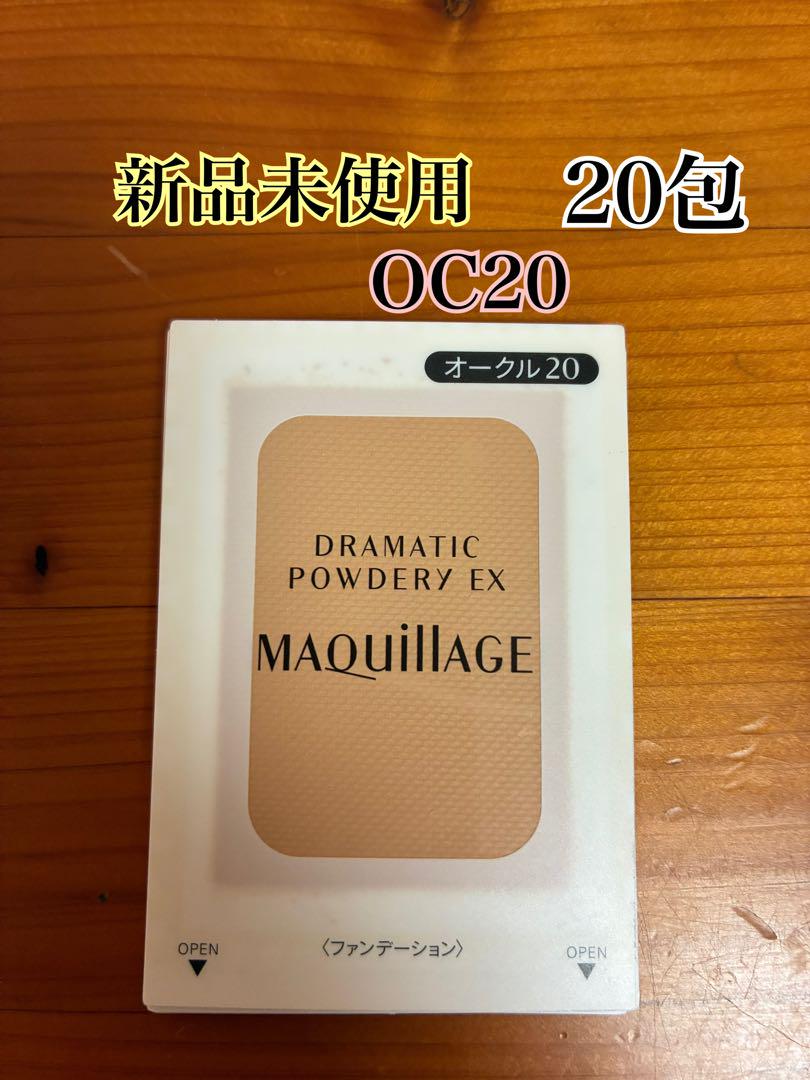 新品未使用　20包
OC20
オークル20
DRAMATIC
POWDERY EX
MAQuillAGE
OPEN
〈ファンデーション〉
OPEN